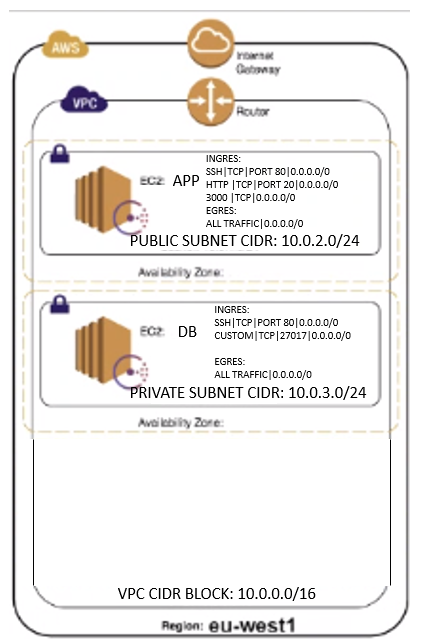 AWS
Internet
Gateway
VPC
Router
INGRES:
EC2: APP
SSH|TCP|PORT 80|0.0.0.0/0
HTTP |TCP|PORT 20|0.0.0.0/0
3000 |TCP|0.0.0.0/0
EGRES:
ALL TRAFFIC|0.0.0.0/0
PUBLIC SUBNET CIDR: 10.0.2.0/24
Availability Zone:
INGRES:
EC2: DB
SSH|TCP|PORT 80|0.0.0.0/0
CUSTOM|TCP|27017|0.0.0.0/0
EGRES:
ALL TRAFFIC|0.0.0.0/0
PRIVATE SUBNET CIDR: 10.0.3.0/24
Availability Zone:
VPC CIDR BLOCK: 10.0.0.0/16
Region: eu-west1